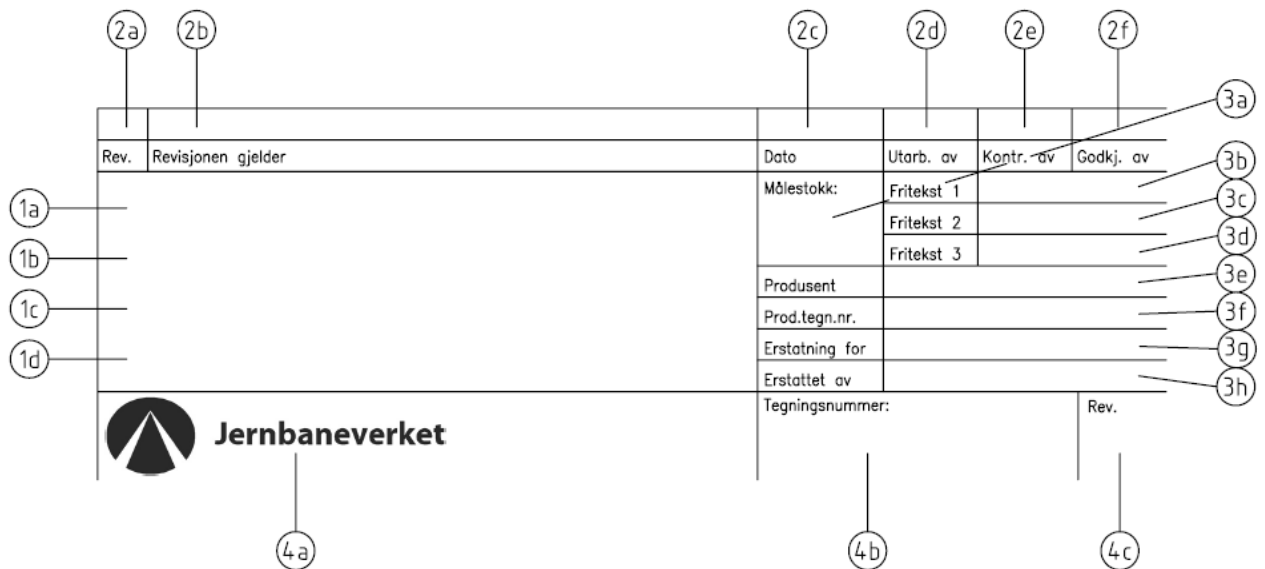 2a 2b 2c 2d 2e 2f
3a
Rev. Revisjonen gjelder Dato Utarb. av Kontr. av Godkj. av
3b
Målestokk: Fritekst 1
1a
3c
Fritekst 2
3d
1b
Fritekst 3
3e
Produsent
1c
3f
Prod.tegn.nr.
3g
Erstatning for
1d
3h
Erstattet av
Tegningsnummer: Rev.
Jernbaneverket
4a 4b 4c